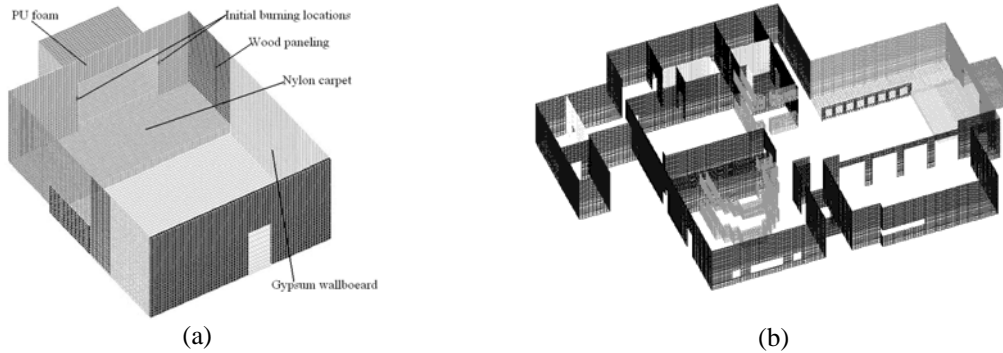 PU foam
Initial burning locations
Wood paneling
Nylon carpet
Gypsum wallboeard
(a)
(b)